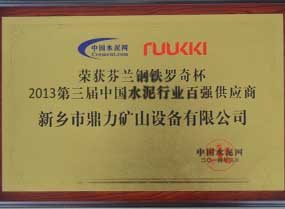 中国水泥网
Ccement.com
RUUKKI
荣获芬兰钢铁罗奇杯
2013第三届中国水泥行业百强供应商
新乡市鼎力矿山设备有限公司
中国水泥网